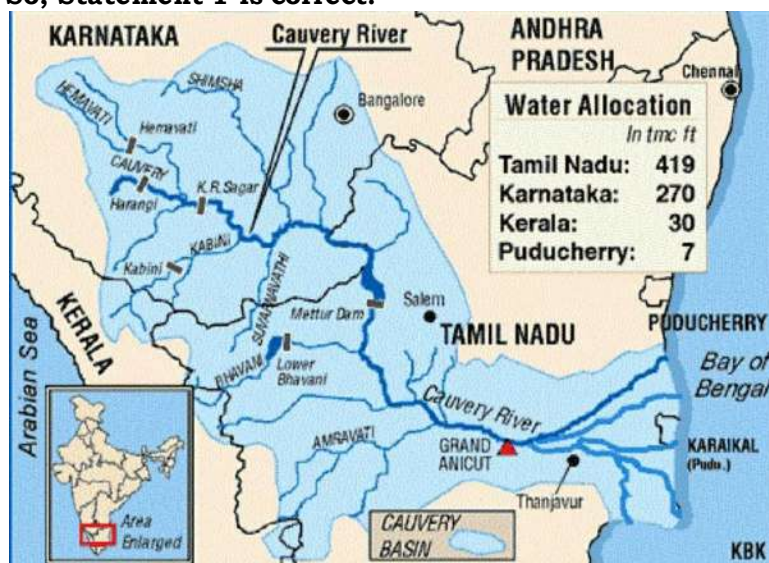 So, Statement 1 is correct.
KARNATAKA
Cauvery River
ANDHRA
PRADESH
Chennai
HEMAVATI
SHIMSHA
Bangalore
Hemavati
CAUVERY
Harangi
K.R. Sagar
Water Allocation
In tmc ft
Tamil Nadu: 419
Karnataka: 270
Kerala: 30
Puducherry: 7
KABINI
Kabini
SUVARNAVATHI
Mettur Dam
Salem
KERALA
TAMIL NADU
PUDUCHERRY
Arabian Sea
BHAVANI
Lower
Bhavani
Bay of
Bengal
Cauvery River
AMRAVATI
GRAND
ANICUT
KARAIKAL
(Pudu.)
Thanjavur
Area
Enlarged
CAUVERY
BASIN
KBK